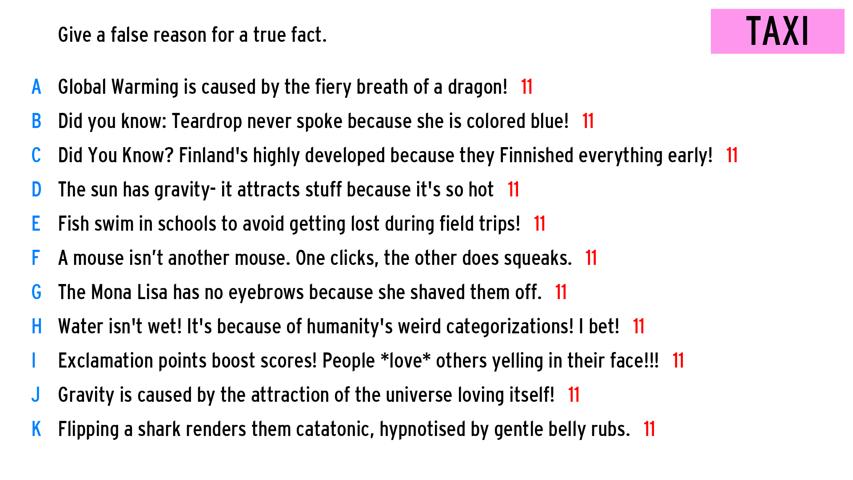 Give a false reason for a true fact.
TAXI
A Global Warming is caused by the fiery breath of a dragon! 11
B Did you know: Teardrop never spoke because she is colored blue! 11
C Did You Know? Finland's highly developed because they Finnished everything early! 11
D The sun has gravity- it attracts stuff because it's so hot 11
E Fish swim in schools to avoid getting lost during field trips! 11
F A mouse isn't another mouse. One clicks, the other does squeaks. 11
G The Mona Lisa has no eyebrows because she shaved them off. 11
H Water isn't wet! It's because of humanity's weird categorizations! I bet! 11
I Exclamation points boost scores! People *love* others yelling in their face!!! 11
J Gravity is caused by the attraction of the universe loving itself! 11
K Flipping a shark renders them catatonic, hypnotised by gentle belly rubs. 11